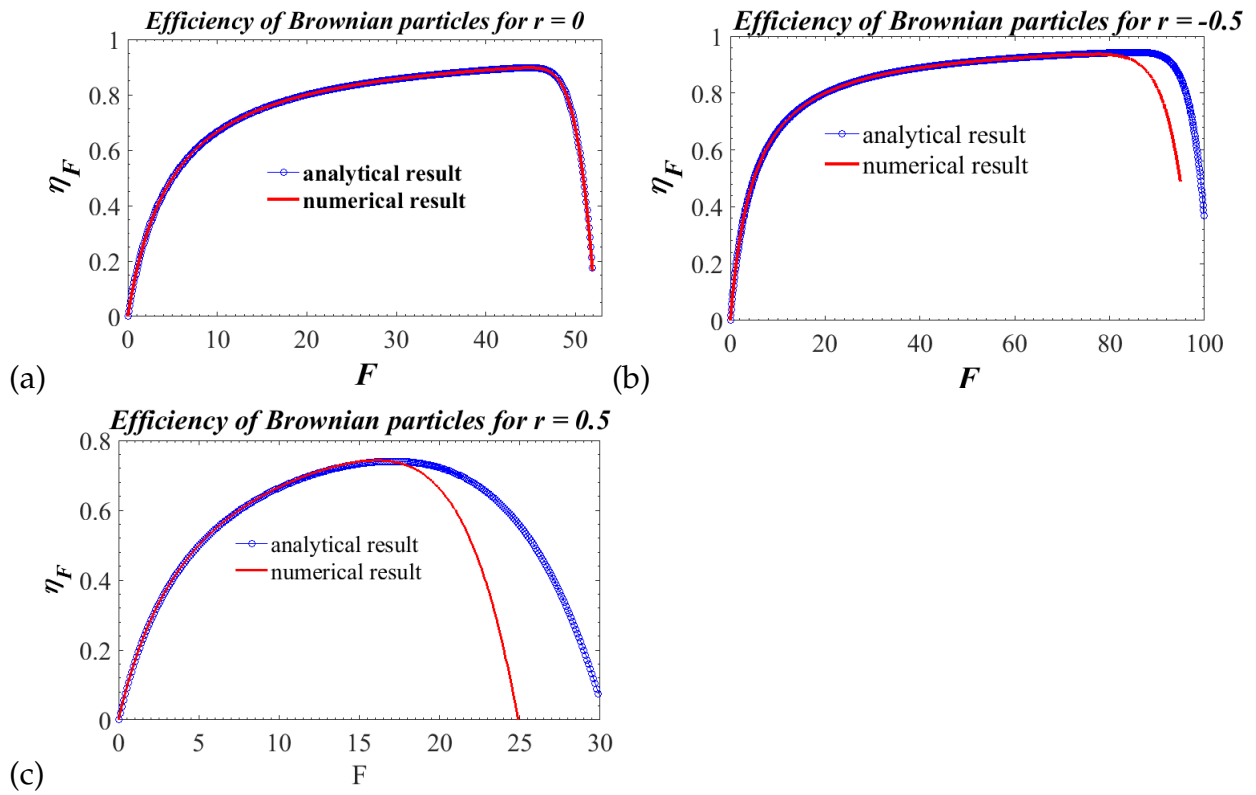 Efficiency of Brownian particles for r = 0
1
0.8
0.6
0.4
0.2
0
η_F
analytical result
numerical result
0 10 20 30 40 50
F
(a)
Efficiency of Brownian particles for r = -0.5
1
0.8
0.6
0.4
0.2
0
η_F
analytical result
numerical result
0 20 40 60 80 100
F
(b)
Efficiency of Brownian particles for r = 0.5
0.8
0.6
0.4
0.2
0
η_F
analytical result
numerical result
0 5 10 15 20 25 30
F
(c)